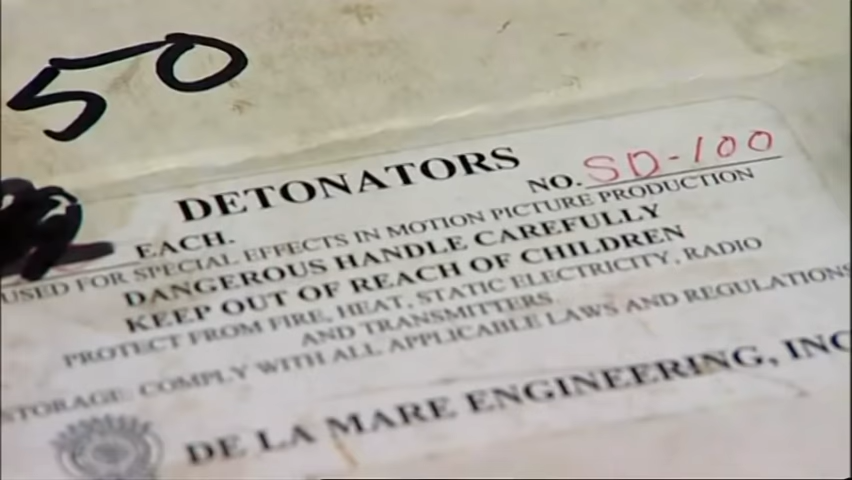 50
DETONATORS
NO. SD-100
EACH.
USED FOR SPECIAL EFFECTS IN MOTION PICTURE PRODUCTION
DANGEROUS HANDLE CAREFULLY
KEEP OUT OF REACH OF CHILDREN
PROTECT FROM FIRE, HEAT, STATIC ELECTRICITY, RADIO
AND TRANSMITTERS
STORAGE: COMPLY WITH ALL APPLICABLE LAWS AND REGULATIONS
DE LA MARE ENGINEERING, INC